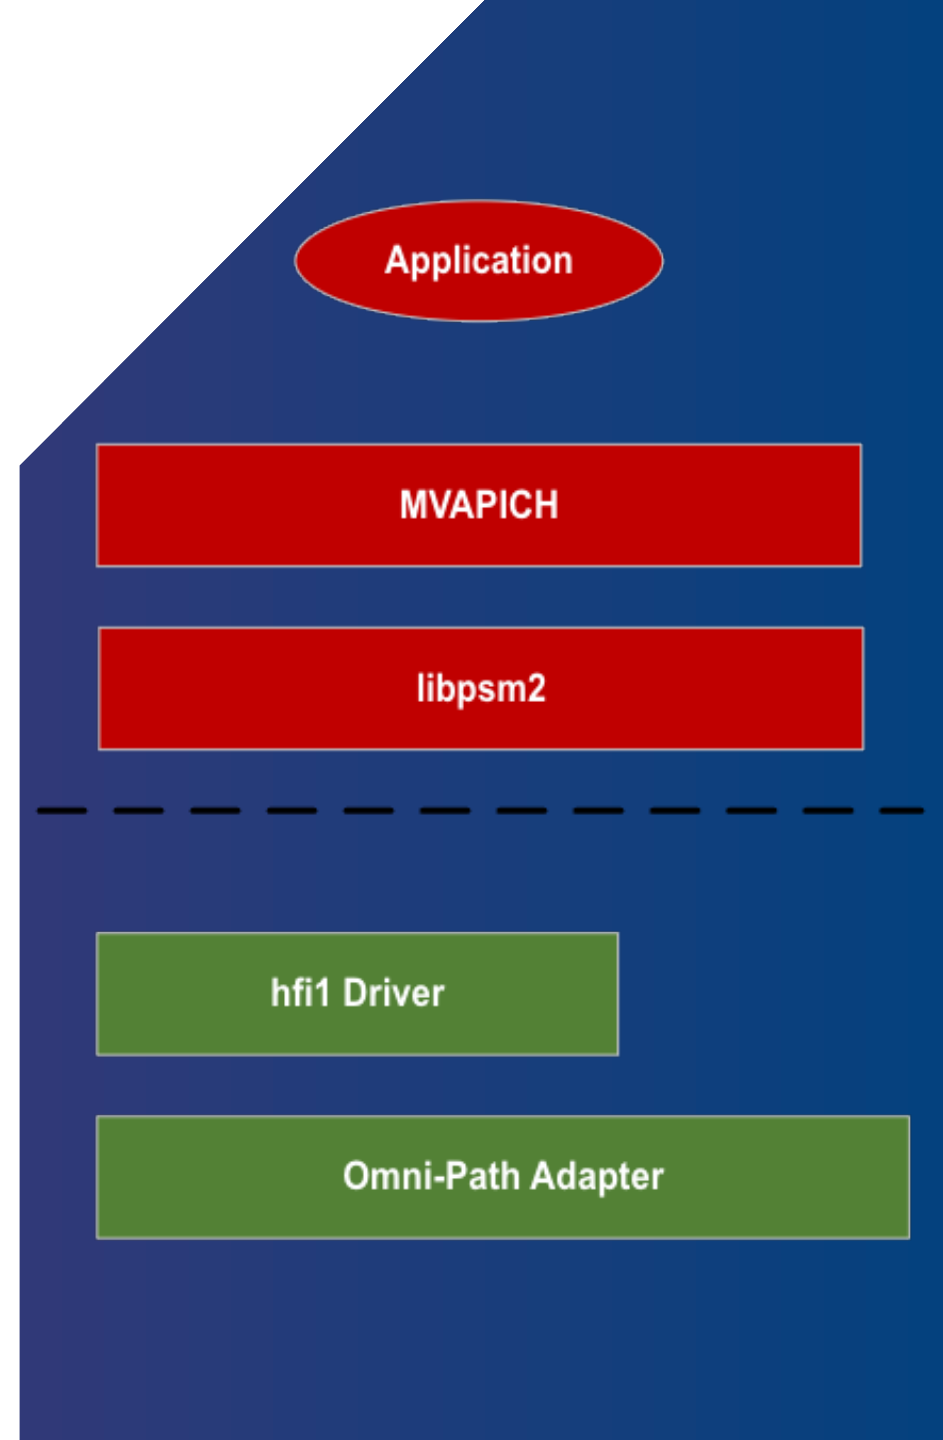 Application
MVAPICH
libpsm2
hfi1 Driver
Omni-Path Adapter